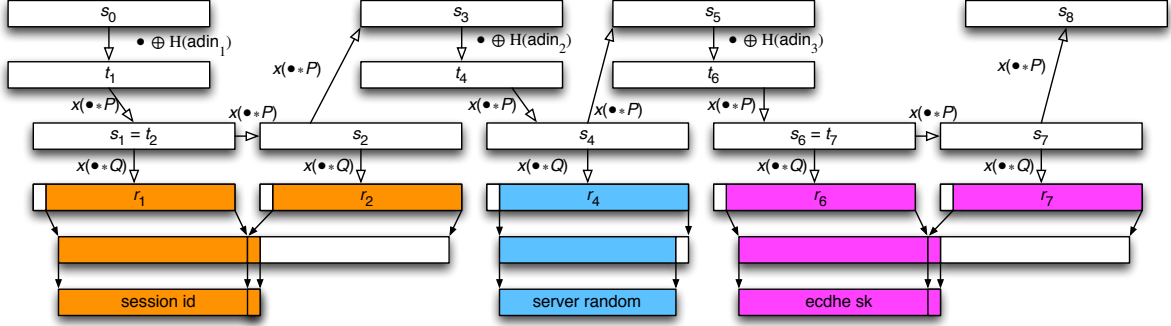 s₀ s₃ s₅ s₈
• ⊕ H(adin₁) • ⊕ H(adin₂) • ⊕ H(adin₃)
t₁ x(•*P) t₄ x(•*P) t₆ x(•*P)
x(•*P) x(•*P) x(•*P) x(•*P) x(•*P)
s₁ = t₂ s₂ s₄ s₆ = t₇ s₇
x(•*Q) x(•*Q) x(•*Q) x(•*Q) x(•*Q)
r₁ r₂ r₄ r₆ r₇
session id server random ecdhe sk